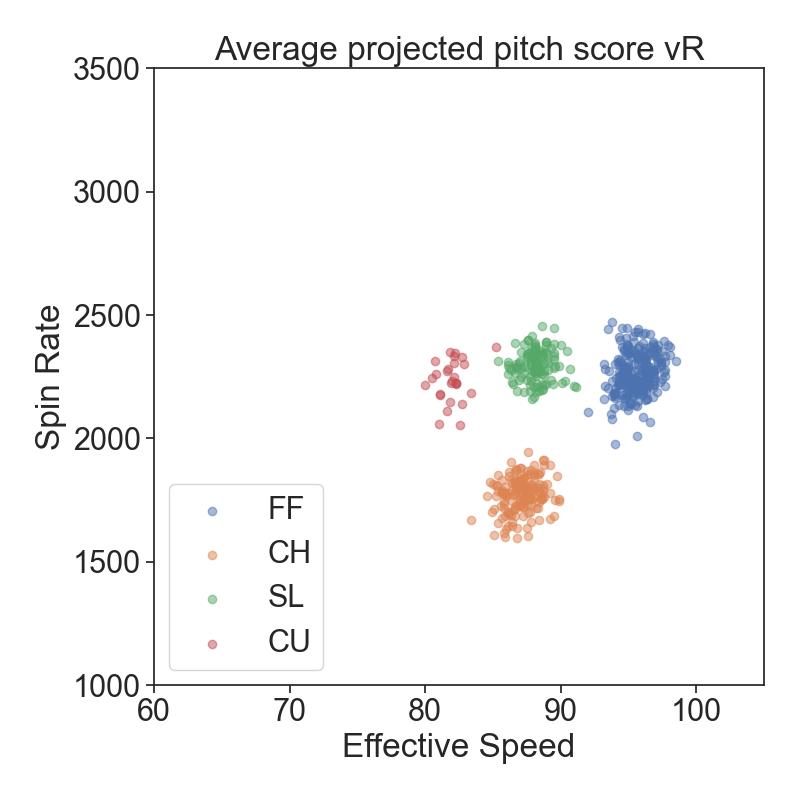 Average projected pitch score vR
3500
3000
2500
2000
1500
1000
Spin Rate
FF
CH
SL
CU
60 70 80 90 100
Effective Speed